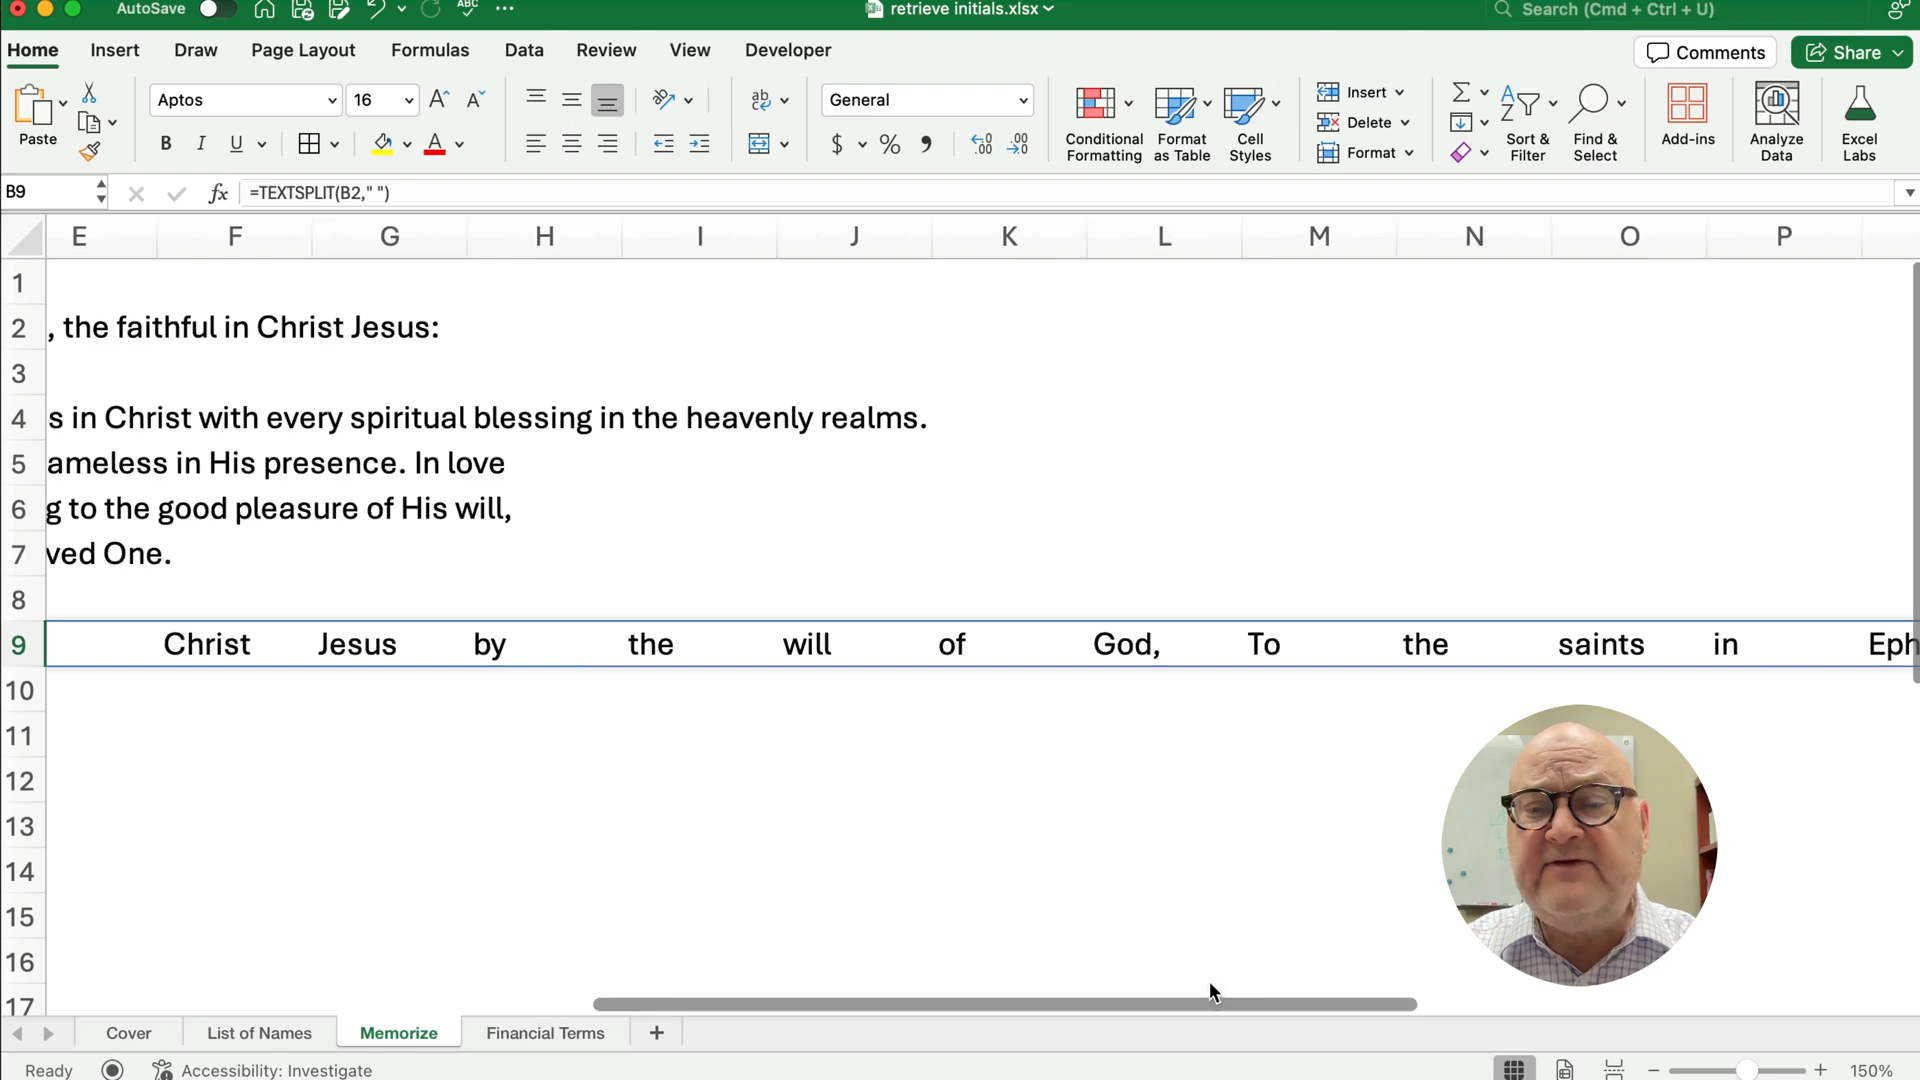 AutoSave ABC ••• retrieve initials.xlsx Search (Cmd + Ctrl + U)
Home Insert Draw Page Layout Formulas Data Review View Developer Comments Share
Paste Aptos 16 A A ab General Conditional Formatting Format as Table Cell Styles Insert Delete Format Sort & Filter Find & Select Add-ins Analyze Data Excel Labs
B I U A $ % , .00
B9 fx =TEXTSPLIT(B2," ")
E F G H I J K L M N O P
1
2 , the faithful in Christ Jesus:
3
4 s in Christ with every spiritual blessing in the heavenly realms.
5 ameless in His presence. In love
6 g to the good pleasure of His will,
7 ved One.
8
9 Christ Jesus by the will of God, To the saints in Eph
10
11
12
13
14
15
16
17
Cover List of Names Memorize Financial Terms +
Ready Accessibility: Investigate − + 150%